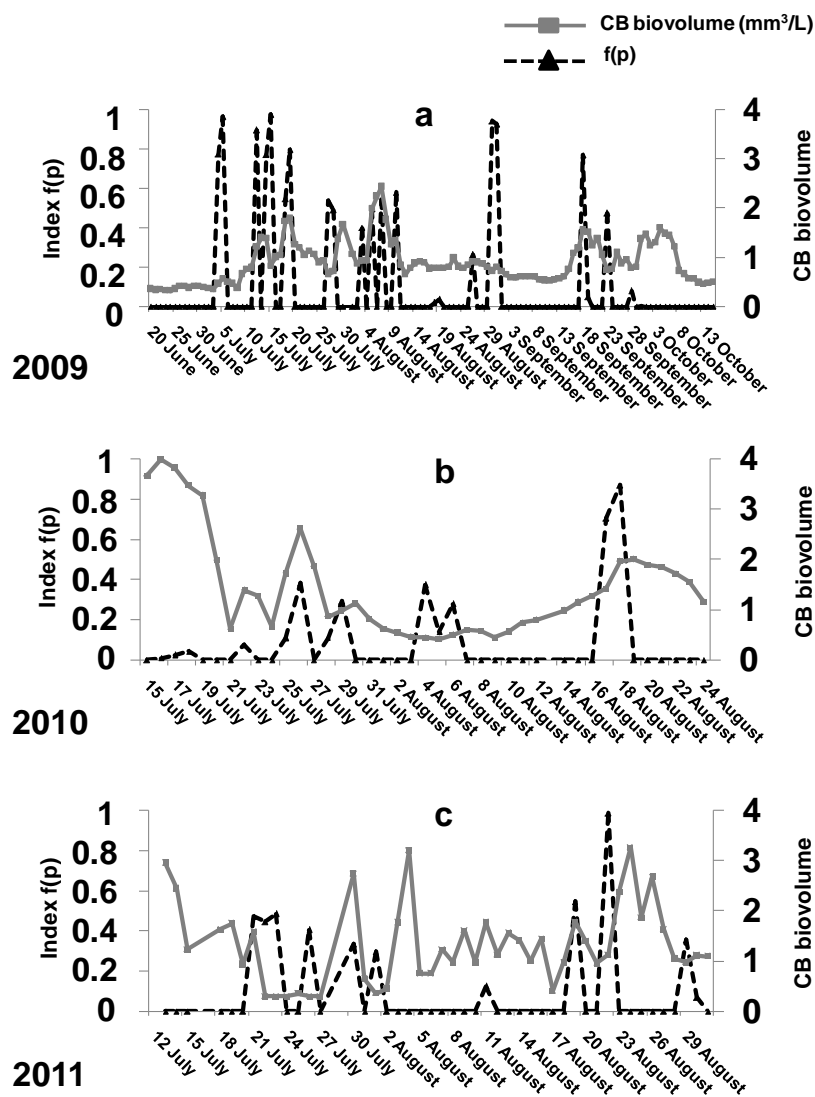 CB biovolume (mm³/L)
f(p)
a
Index f(p)
1
0.8
0.6
0.4
0.2
0
4
3
2
1
0
CB biovolume
20 June
25 June
30 June
5 July
10 July
15 July
20 July
25 July
30 July
4 August
9 August
14 August
19 August
24 August
29 August
3 September
8 September
13 September
18 September
23 September
28 September
3 October
8 October
13 October
2009
b
Index f(p)
1
0.8
0.6
0.4
0.2
0
4
3
2
1
0
CB biovolume
15 July
17 July
19 July
21 July
23 July
25 July
27 July
29 July
31 July
2 August
4 August
6 August
8 August
10 August
12 August
14 August
16 August
18 August
20 August
22 August
24 August
2010
c
Index f(p)
1
0.8
0.6
0.4
0.2
0
4
3
2
1
0
CB biovolume
12 July
15 July
18 July
21 July
24 July
27 July
30 July
2 August
5 August
8 August
11 August
14 August
17 August
20 August
23 August
26 August
29 August
2011